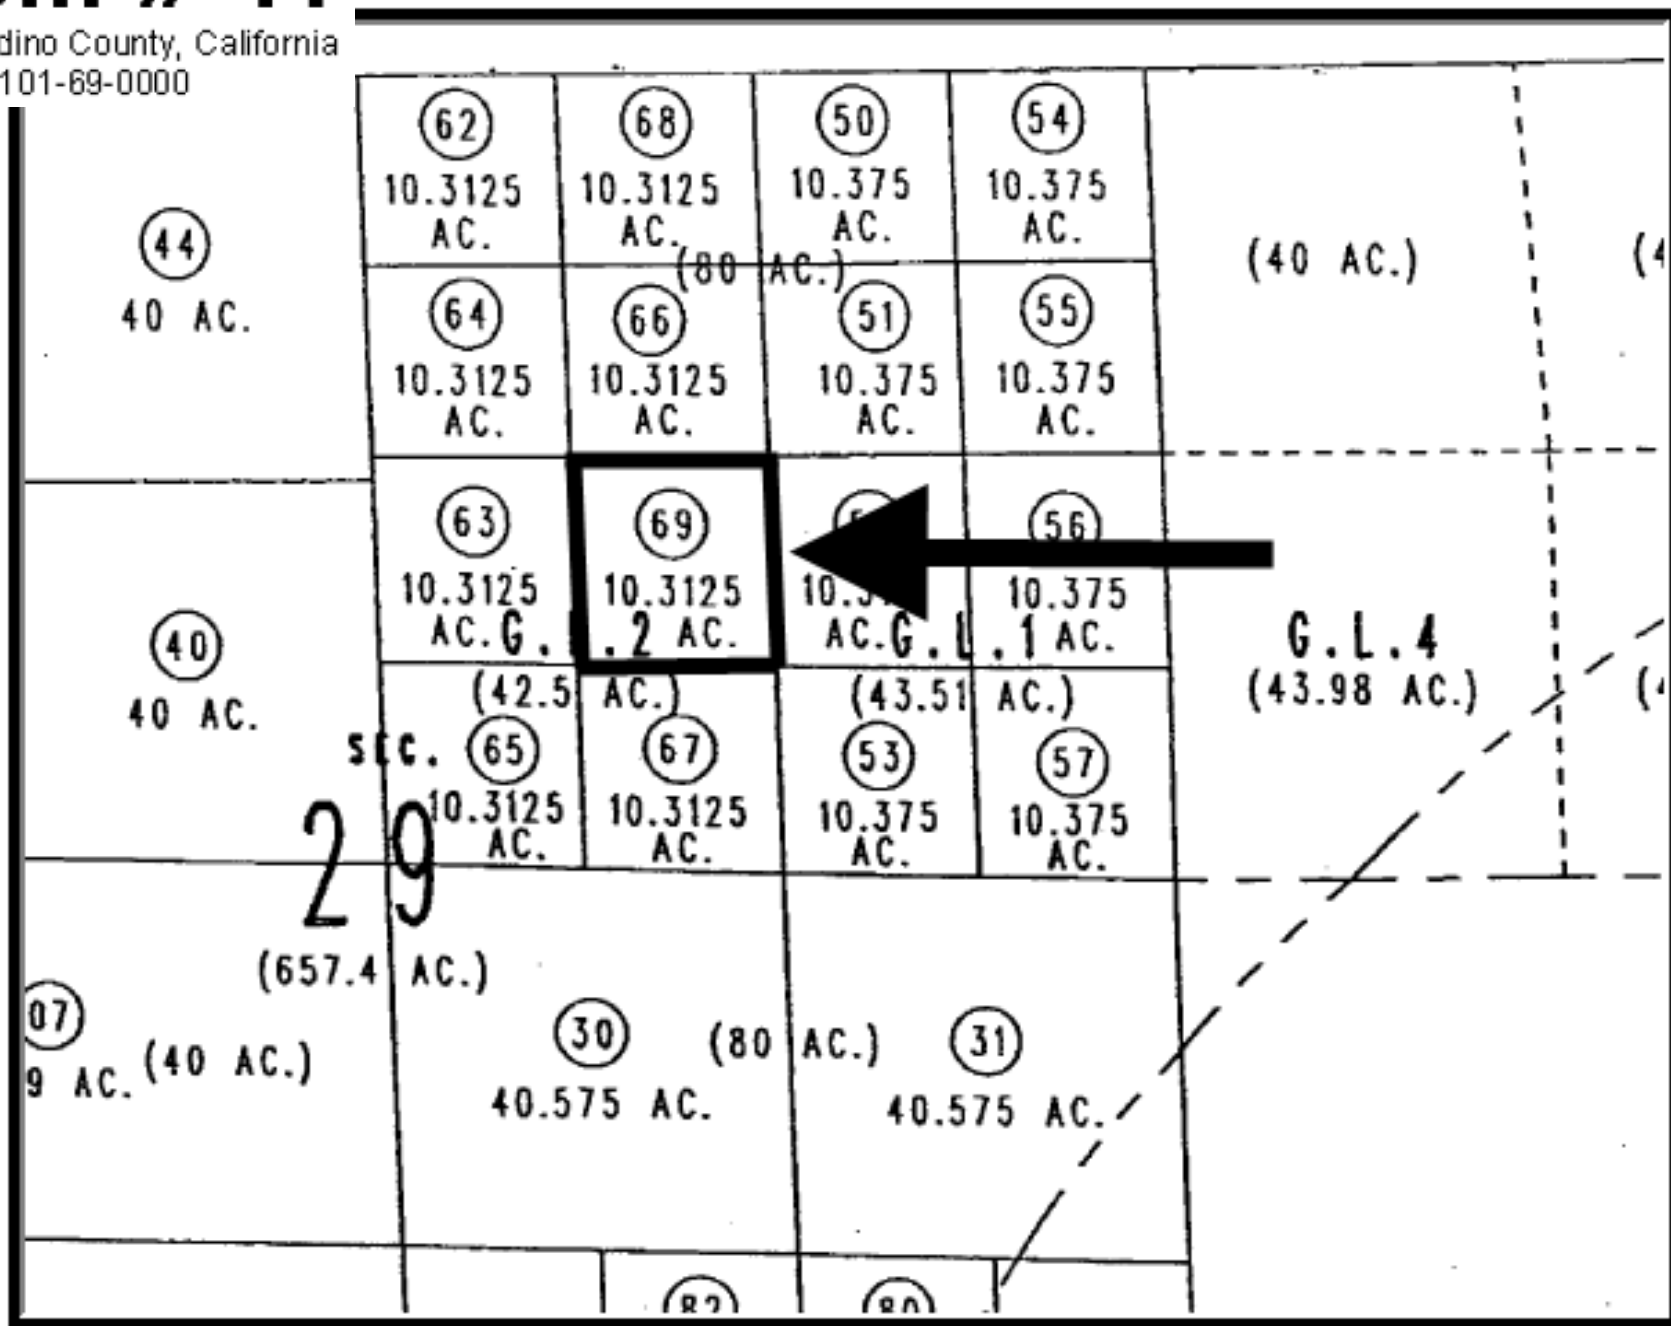 dino County, California
101-69-0000
62 68 50 54
10.3125 10.3125 10.375 10.375
AC. AC. AC. AC.
44 (80 AC.) (40 AC.)
40 AC. 64 66 51 55
10.3125 10.3125 10.375 10.375
AC. AC. AC. AC.
63 69 56
10.3125 10.3125 10.375
AC. G. .2 AC. AC. G.L.1 AC. G.L.4
40 (42.5 AC.) (43.51 AC.) (43.98 AC.)
40 AC. SEC. 65 67 53 57
29 10.3125 10.3125 10.375 10.375
AC. AC. AC. AC.
(657.4 AC.)
07 30 (80 AC.) 31
9 AC. (40 AC.) 40.575 AC. 40.575 AC.
82 80